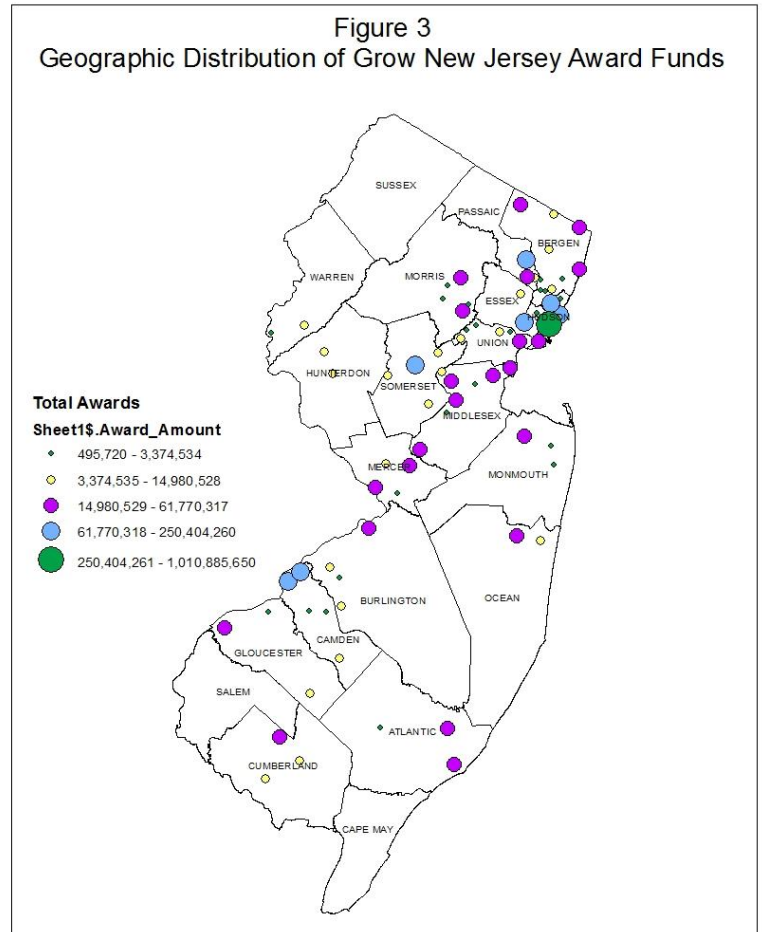 Figure 3
Geographic Distribution of Grow New Jersey Award Funds
SUSSEX
PASSAIC
BERGEN
WARREN
MORRIS
ESSEX
HUDSON
UNION
HUNTERDON
SOMERSET
MIDDLESEX
MERCER
MONMOUTH
Total Awards
Sheet1$.Award_Amount
495,720 - 3,374,534
3,374,535 - 14,980,528
14,980,529 - 61,770,317
61,770,318 - 250,404,260
250,404,261 - 1,010,885,650
BURLINGTON
OCEAN
CAMDEN
GLOUCESTER
SALEM
ATLANTIC
CUMBERLAND
CAPE MAY